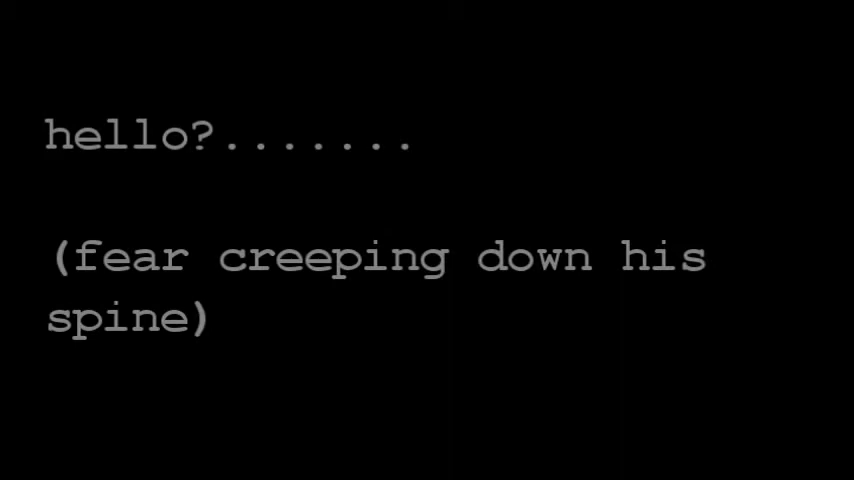 hello?.......
(fear creeping down his
spine)